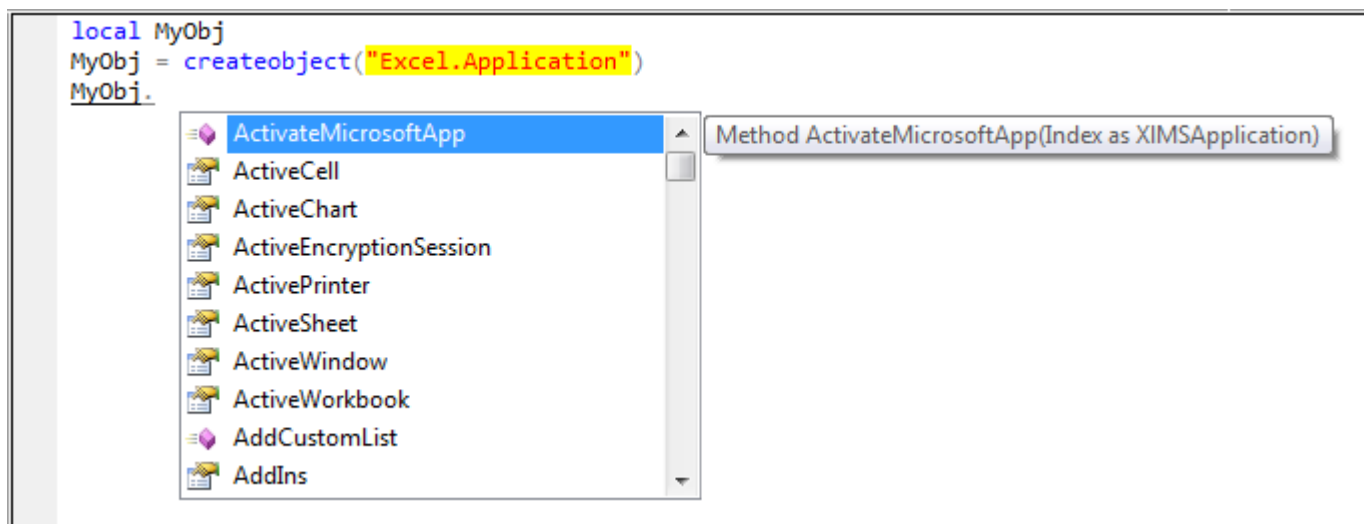 local MyObj
MyObj = createobject("Excel.Application")
MyObj.
ActivateMicrosoftApp
Method ActivateMicrosoftApp(Index as XIMSApplication)
ActiveCell
ActiveChart
ActiveEncryptionSession
ActivePrinter
ActiveSheet
ActiveWindow
ActiveWorkbook
AddCustomList
AddIns